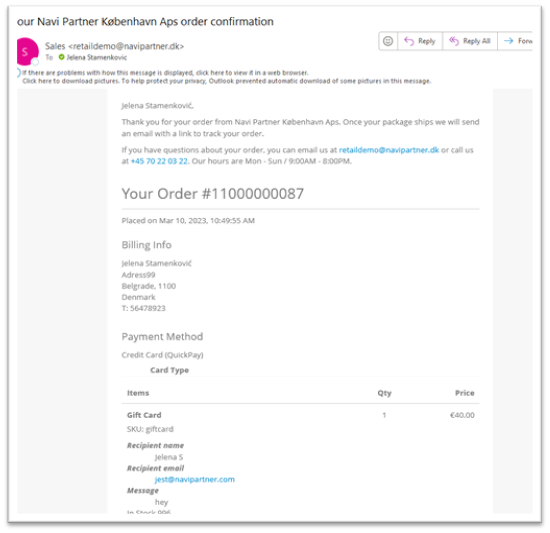 our Navi Partner København Aps order confirmation
S
Sales <retaildemo@navipartner.dk>
To Jelena Stamenkovic
Reply
Reply All
Forw
If there are problems with how this message is displayed, click here to view it in a web browser.
Click here to download pictures. To help protect your privacy, Outlook prevented automatic download of some pictures in this message.
Jelena Stamenković,
Thank you for your order from Navi Partner København Aps. Once your package ships we will send
an email with a link to track your order.
If you have questions about your order, you can email us at retaildemo@navipartner.dk or call us
at +45 70 22 03 22. Our hours are Mon - Sun / 9:00AM - 8:00PM.
Your Order #11000000087
Placed on Mar 10, 2023, 10:49:55 AM
Billing Info
Jelena Stamenković
Adress99
Belgrade, 1100
Denmark
T: 56478923
Payment Method
Credit Card (QuickPay)
Card Type
Items Qty Price
Gift Card 1 €40.00
SKU: giftcard
Recipient name
Jelena S
Recipient email
jest@navipartner.com
Message
hey
In Stock 996